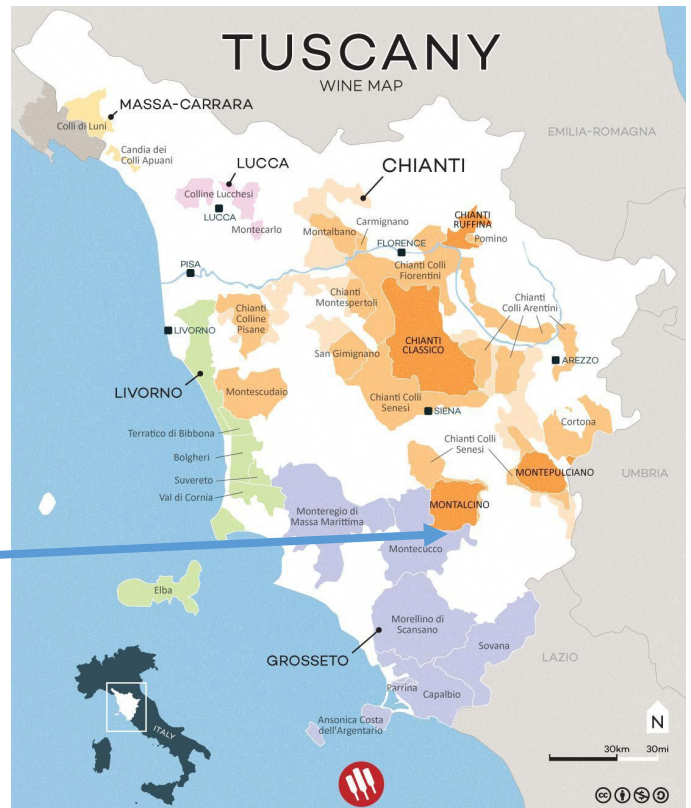 TUSCANY
WINE MAP
MASSA-CARRARA
Colli di Luni
EMILIA-ROMAGNA
Candia dei
Colli Apuani
LUCCA
CHIANTI
Colline Lucchesi
LUCCA
Montecarlo
Montalbano
Carmignano
CHIANTI
RUFFINA
FLORENCE
Pomino
PISA
Chianti Colli
Fiorentini
Chianti
Montespertoli
Chianti
Colli Arentini
LIVORNO
Chianti
Colline
Pisane
CHIANTI
CLASSICO
San Gimignano
AREZZO
LIVORNO
Montescudaio
Chianti Colli
Senesi
SIENA
Cortona
Terratico di Bibbona
Bolgheri
Suvereto
Val di Cornia
Chianti Colli
Senesi
MONTEPULCIANO
UMBRIA
Monteregio di
Massa Marittima
MONTALCINO
Montecucco
Elba
Morellino di
Scansano
Sovana
GROSSETO
LAZIO
Parrina
Capalbio
Ansonica Costa
dell'Argentario
ITALY
N
30km 30mi
cc